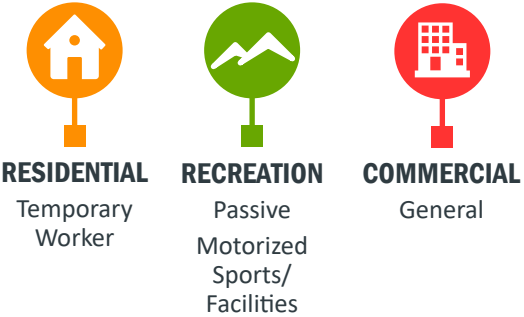 RESIDENTIAL
Temporary
Worker
RECREATION
Passive
Motorized
Sports/
Facilities
COMMERCIAL
General